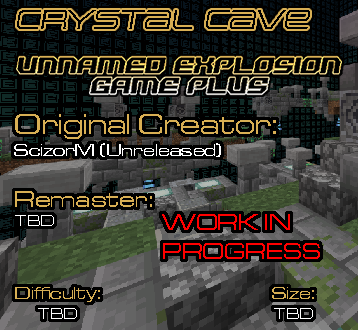 CRYSTAL CAVE
UNNAMED EXPLOSION
GAME PLUS
Original Creator:
ScizorM (Unreleased)
Remaster:
TBD
WORK IN
PROGRESS
Difficulty:
TBD
Size:
TBD